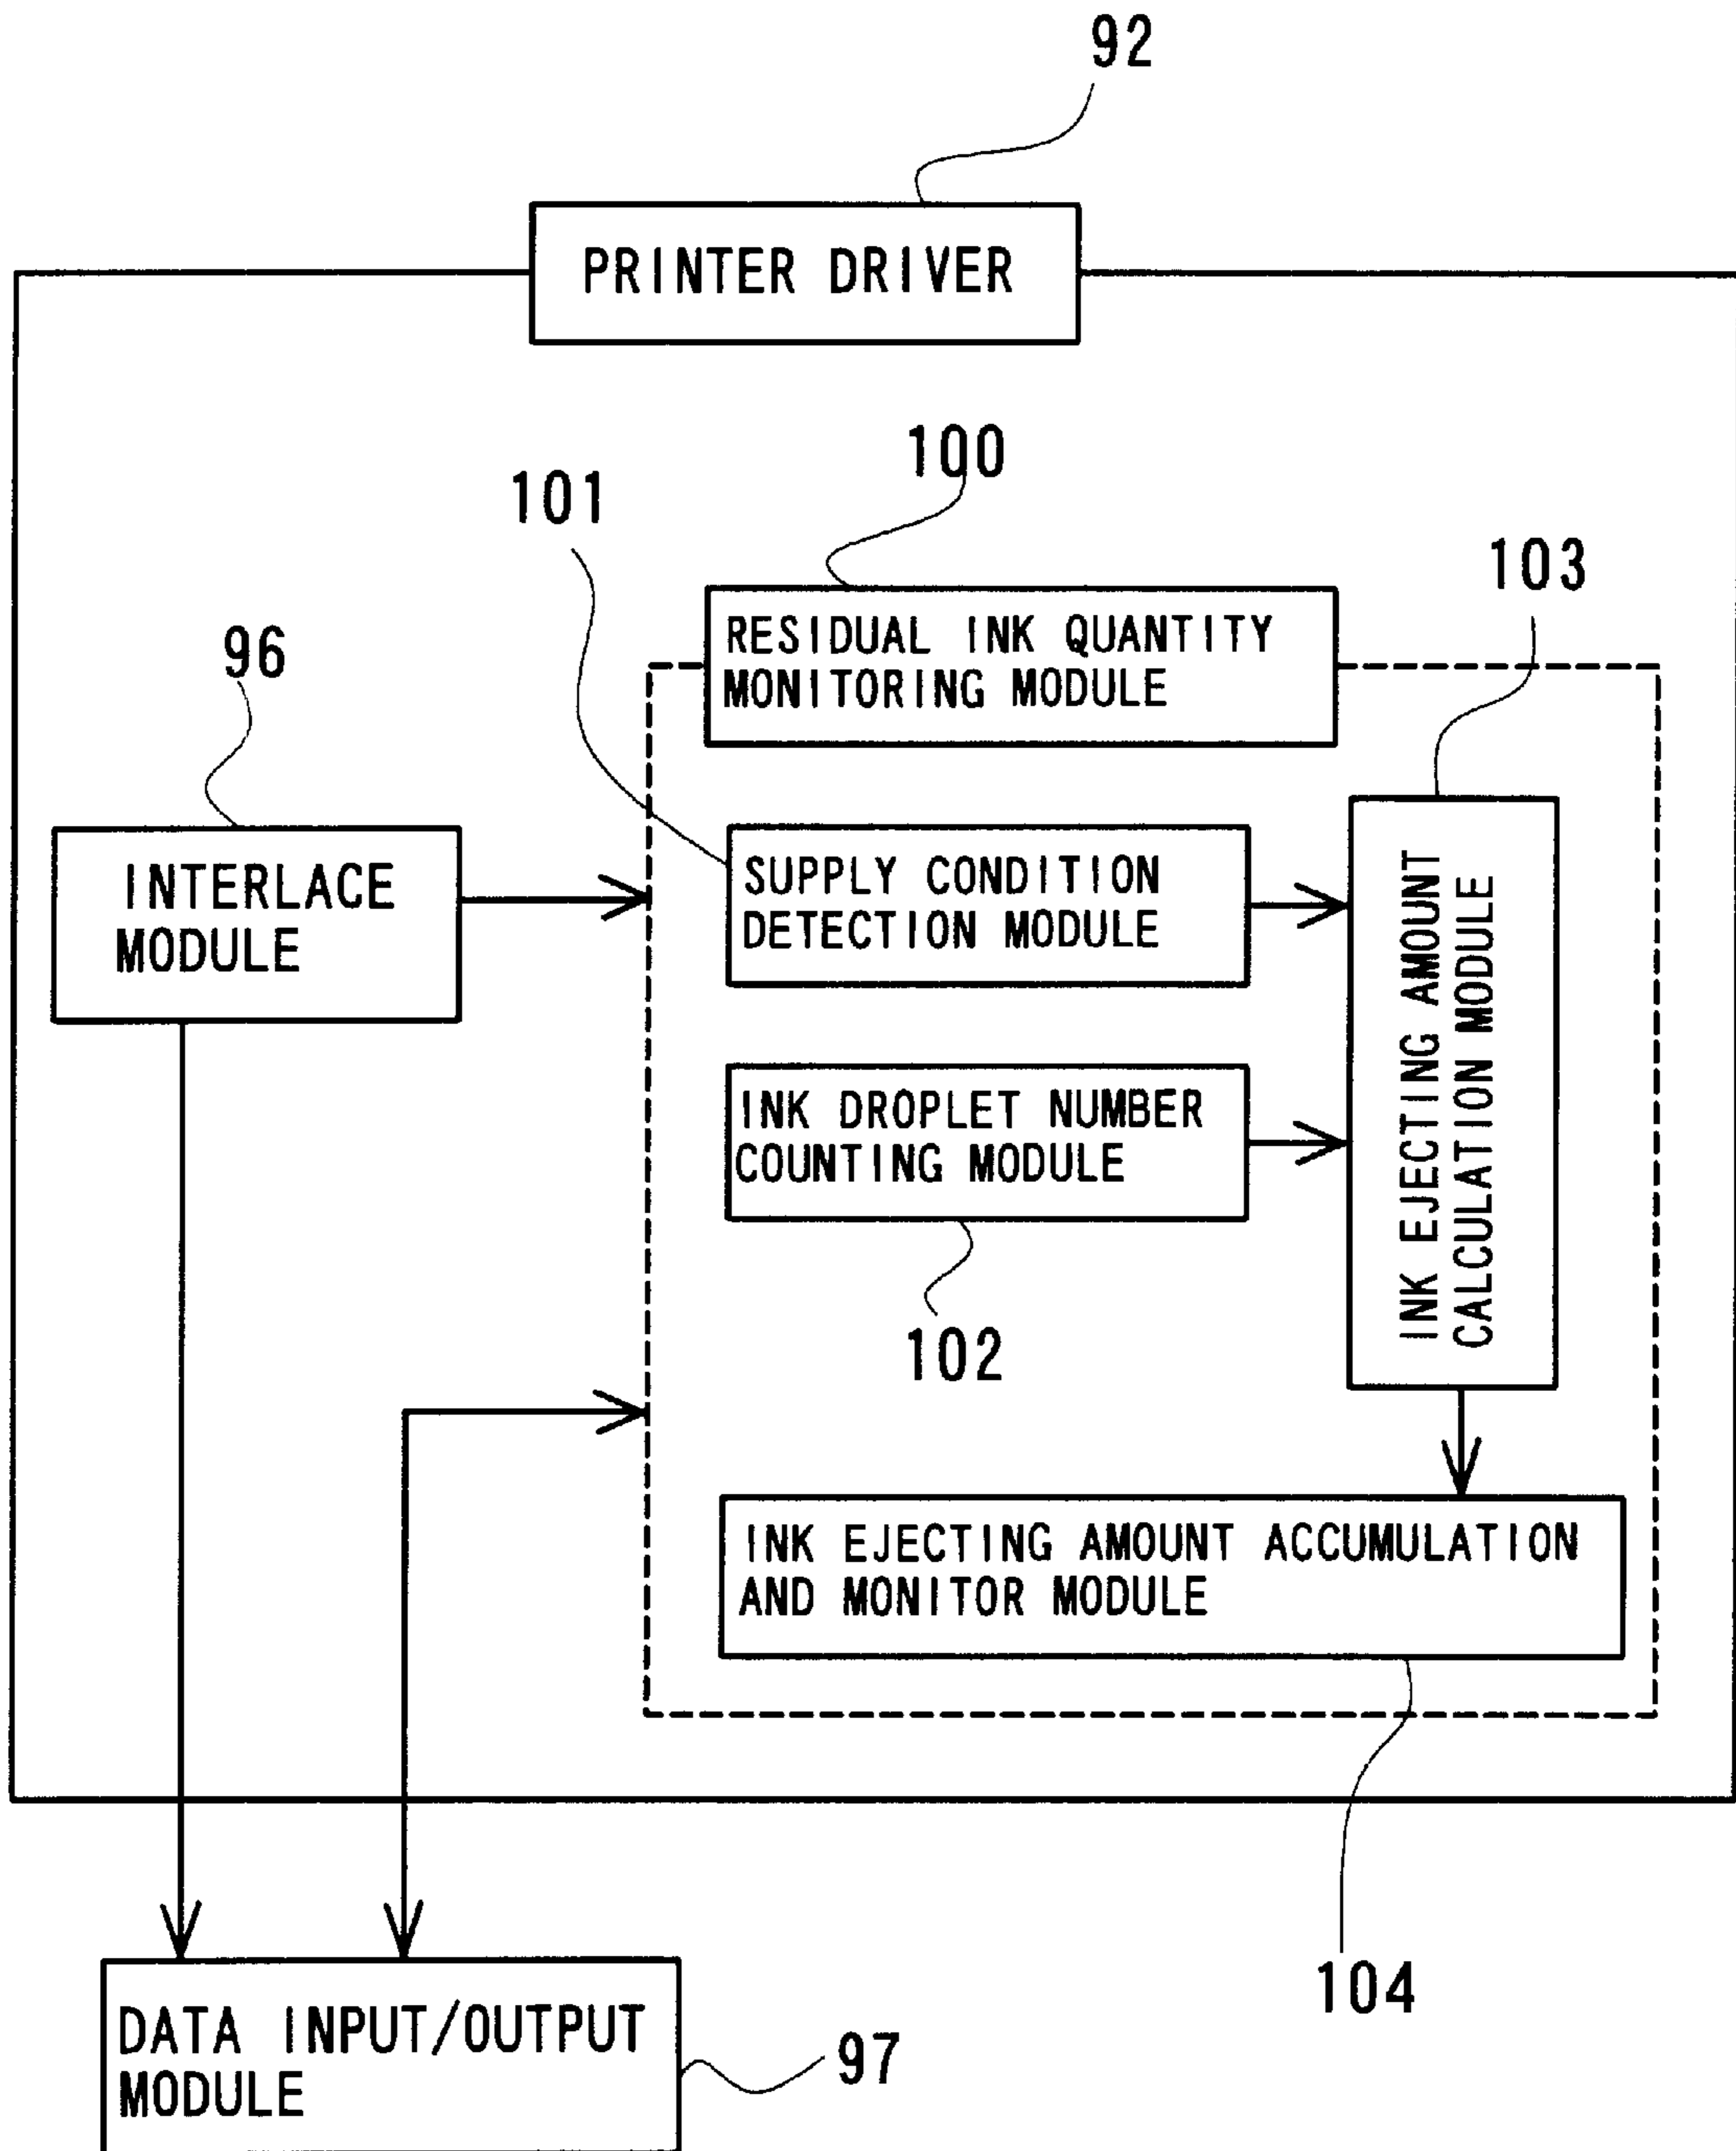 92
PRINTER DRIVER
100
101
103
RESIDUAL INK QUANTITY
MONITORING MODULE
96
INTERLACE
MODULE
SUPPLY CONDITION
DETECTION MODULE
INK EJECTING AMOUNT
CALCULATION MODULE
INK DROPLET NUMBER
COUNTING MODULE
102
INK EJECTING AMOUNT ACCUMULATION
AND MONITOR MODULE
104
DATA INPUT/OUTPUT
MODULE
97